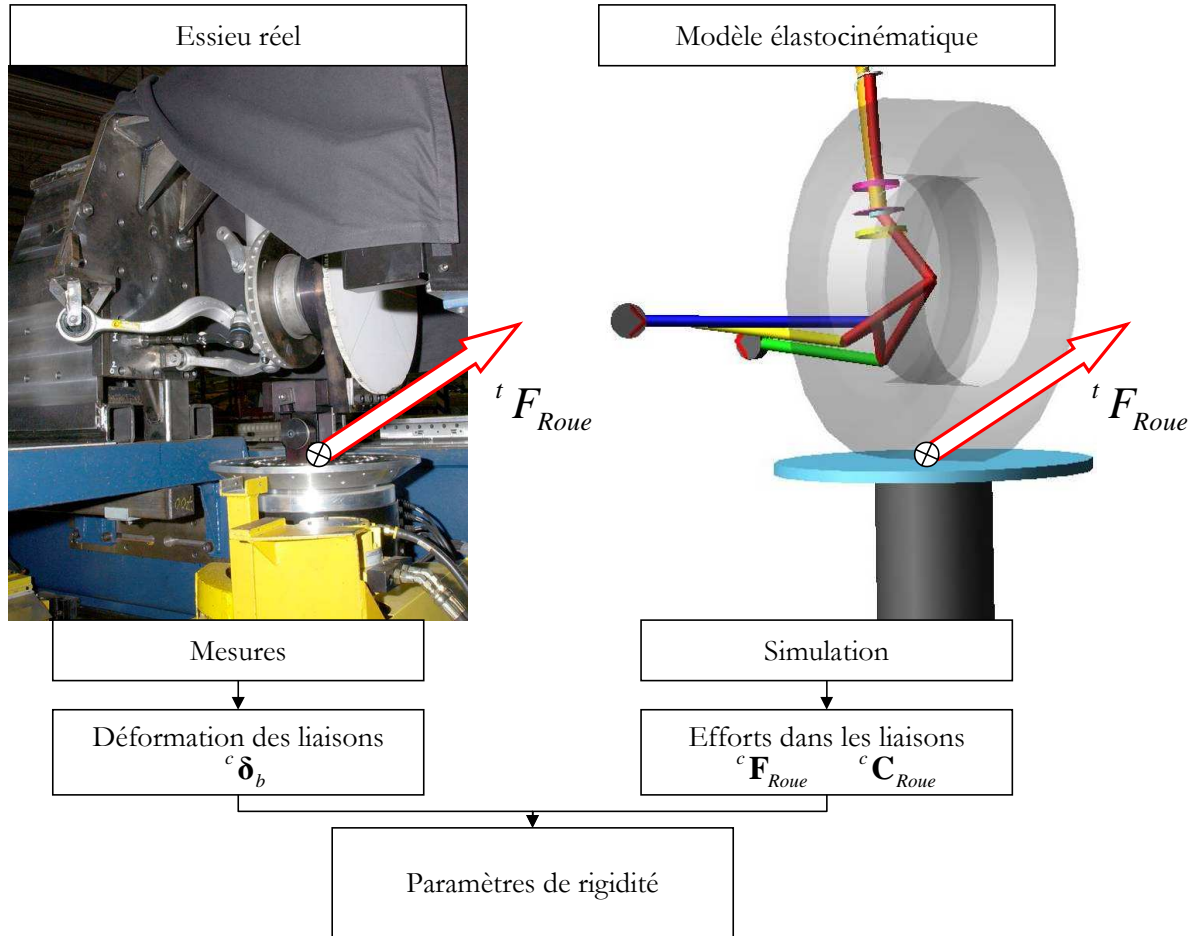 Essieu réel
Modèle élastocinématique
ᵗF_Roue
ᵗF_Roue
Mesures
Simulation
Déformation des liaisons
ᶜδ_b
Efforts dans les liaisons
ᶜF_Roue ᶜC_Roue
Paramètres de rigidité